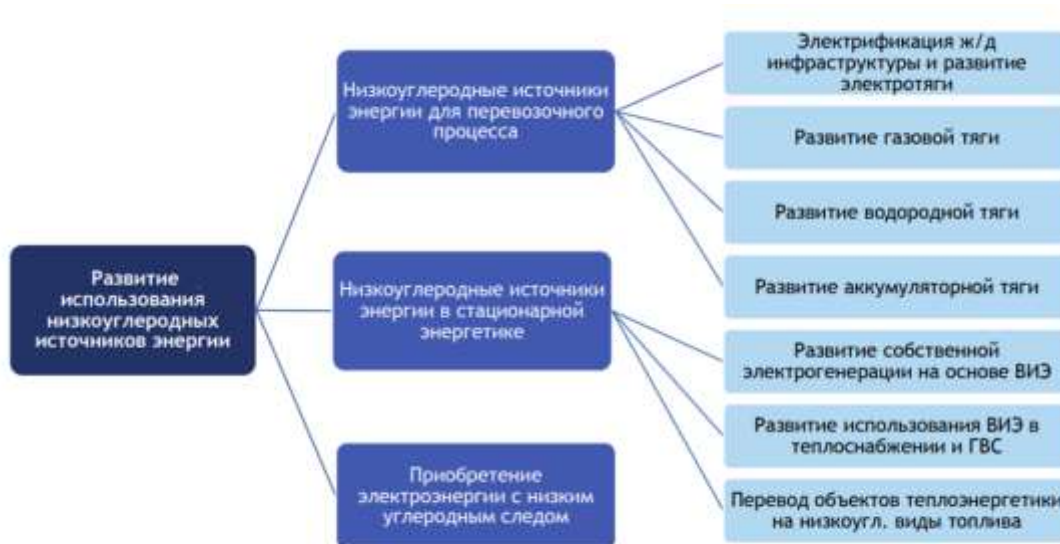 Развитие
использования
низкоуглеродных
источников энергии
Низкоуглеродные источники
энергии для перевозочного
процесса
Электрификация ж/д
инфраструктуры и развитие
электротяги
Развитие газовой тяги
Развитие водородной тяги
Развитие аккумуляторной тяги
Низкоуглеродные источники
энергии в стационарной
энергетике
Развитие собственной
электрогенерации на основе ВИЭ
Развитие использования ВИЭ в
теплоснабжении и ГВС
Перевод объектов теплоэнергетики
на низкоугл. виды топлива
Приобретение
электроэнергии с низким
углеродным следом